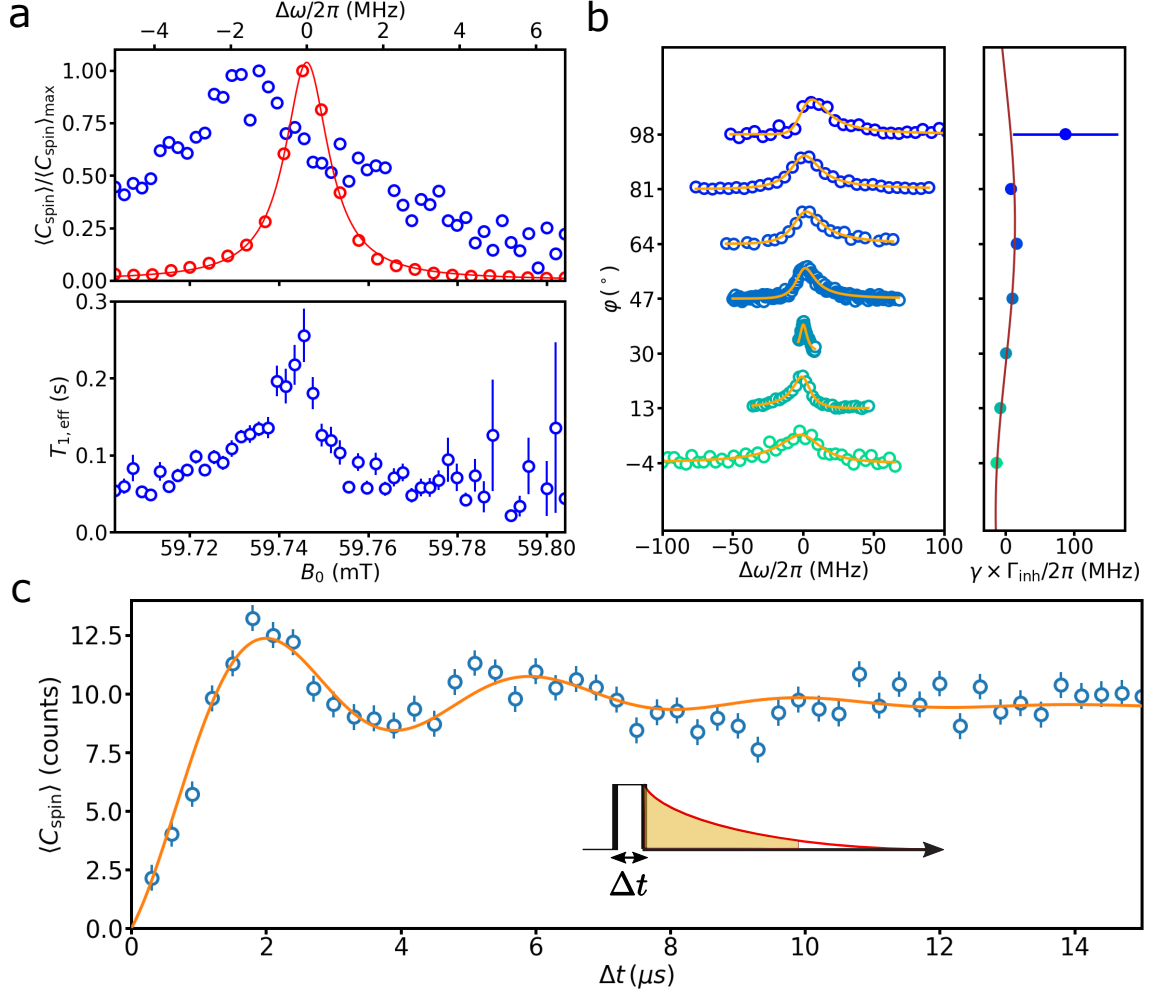 a
Δω/2π (MHz)
−4 −2 0 2 4 6
⟨C_spin⟩/⟨C_spin⟩_max
1.00
0.75
0.50
0.25
0.00
T_1,eff (s)
0.3
0.2
0.1
0.0
59.72 59.74 59.76 59.78 59.80
B_0 (mT)
b
φ(°)
98
81
64
47
30
13
−4
−100 −50 0 50 100
Δω/2π (MHz)
0 100
γ × Γ_inh/2π (MHz)
c
⟨C_spin⟩ (counts)
12.5
10.0
7.5
5.0
2.5
0.0
Δt
0 2 4 6 8 10 12 14
Δt (μs)